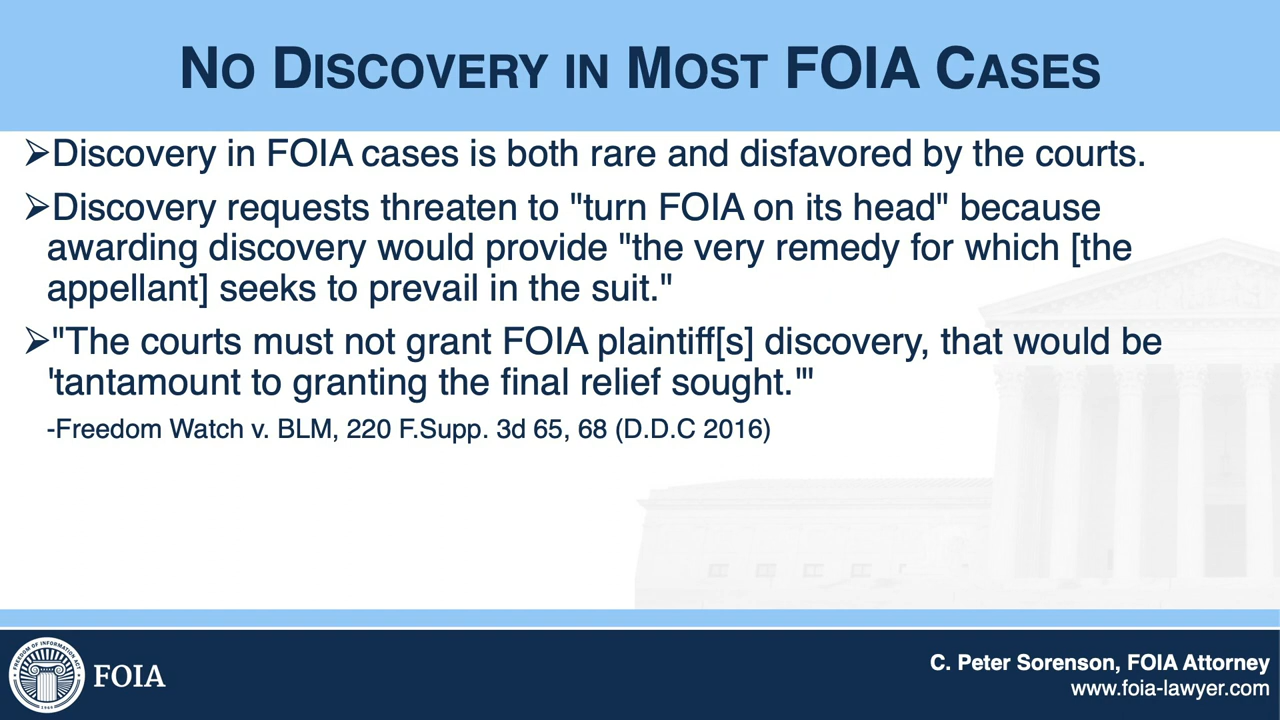 NO DISCOVERY IN MOST FOIA CASES
➢Discovery in FOIA cases is both rare and disfavored by the courts.
➢Discovery requests threaten to "turn FOIA on its head" because
awarding discovery would provide "the very remedy for which [the
appellant] seeks to prevail in the suit."
➢"The courts must not grant FOIA plaintiff[s] discovery, that would be
'tantamount to granting the final relief sought.'"
-Freedom Watch v. BLM, 220 F.Supp. 3d 65, 68 (D.D.C 2016)
FREEDOM OF INFORMATION ACT
FOIA
C. Peter Sorenson, FOIA Attorney
www.foia-lawyer.com